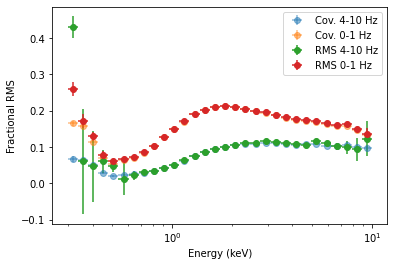 Cov. 4-10 Hz
Cov. 0-1 Hz
RMS 4-10 Hz
RMS 0-1 Hz
Fractional RMS
0.4
0.3
0.2
0.1
0.0
−0.1
10⁰
10¹
Energy (keV)